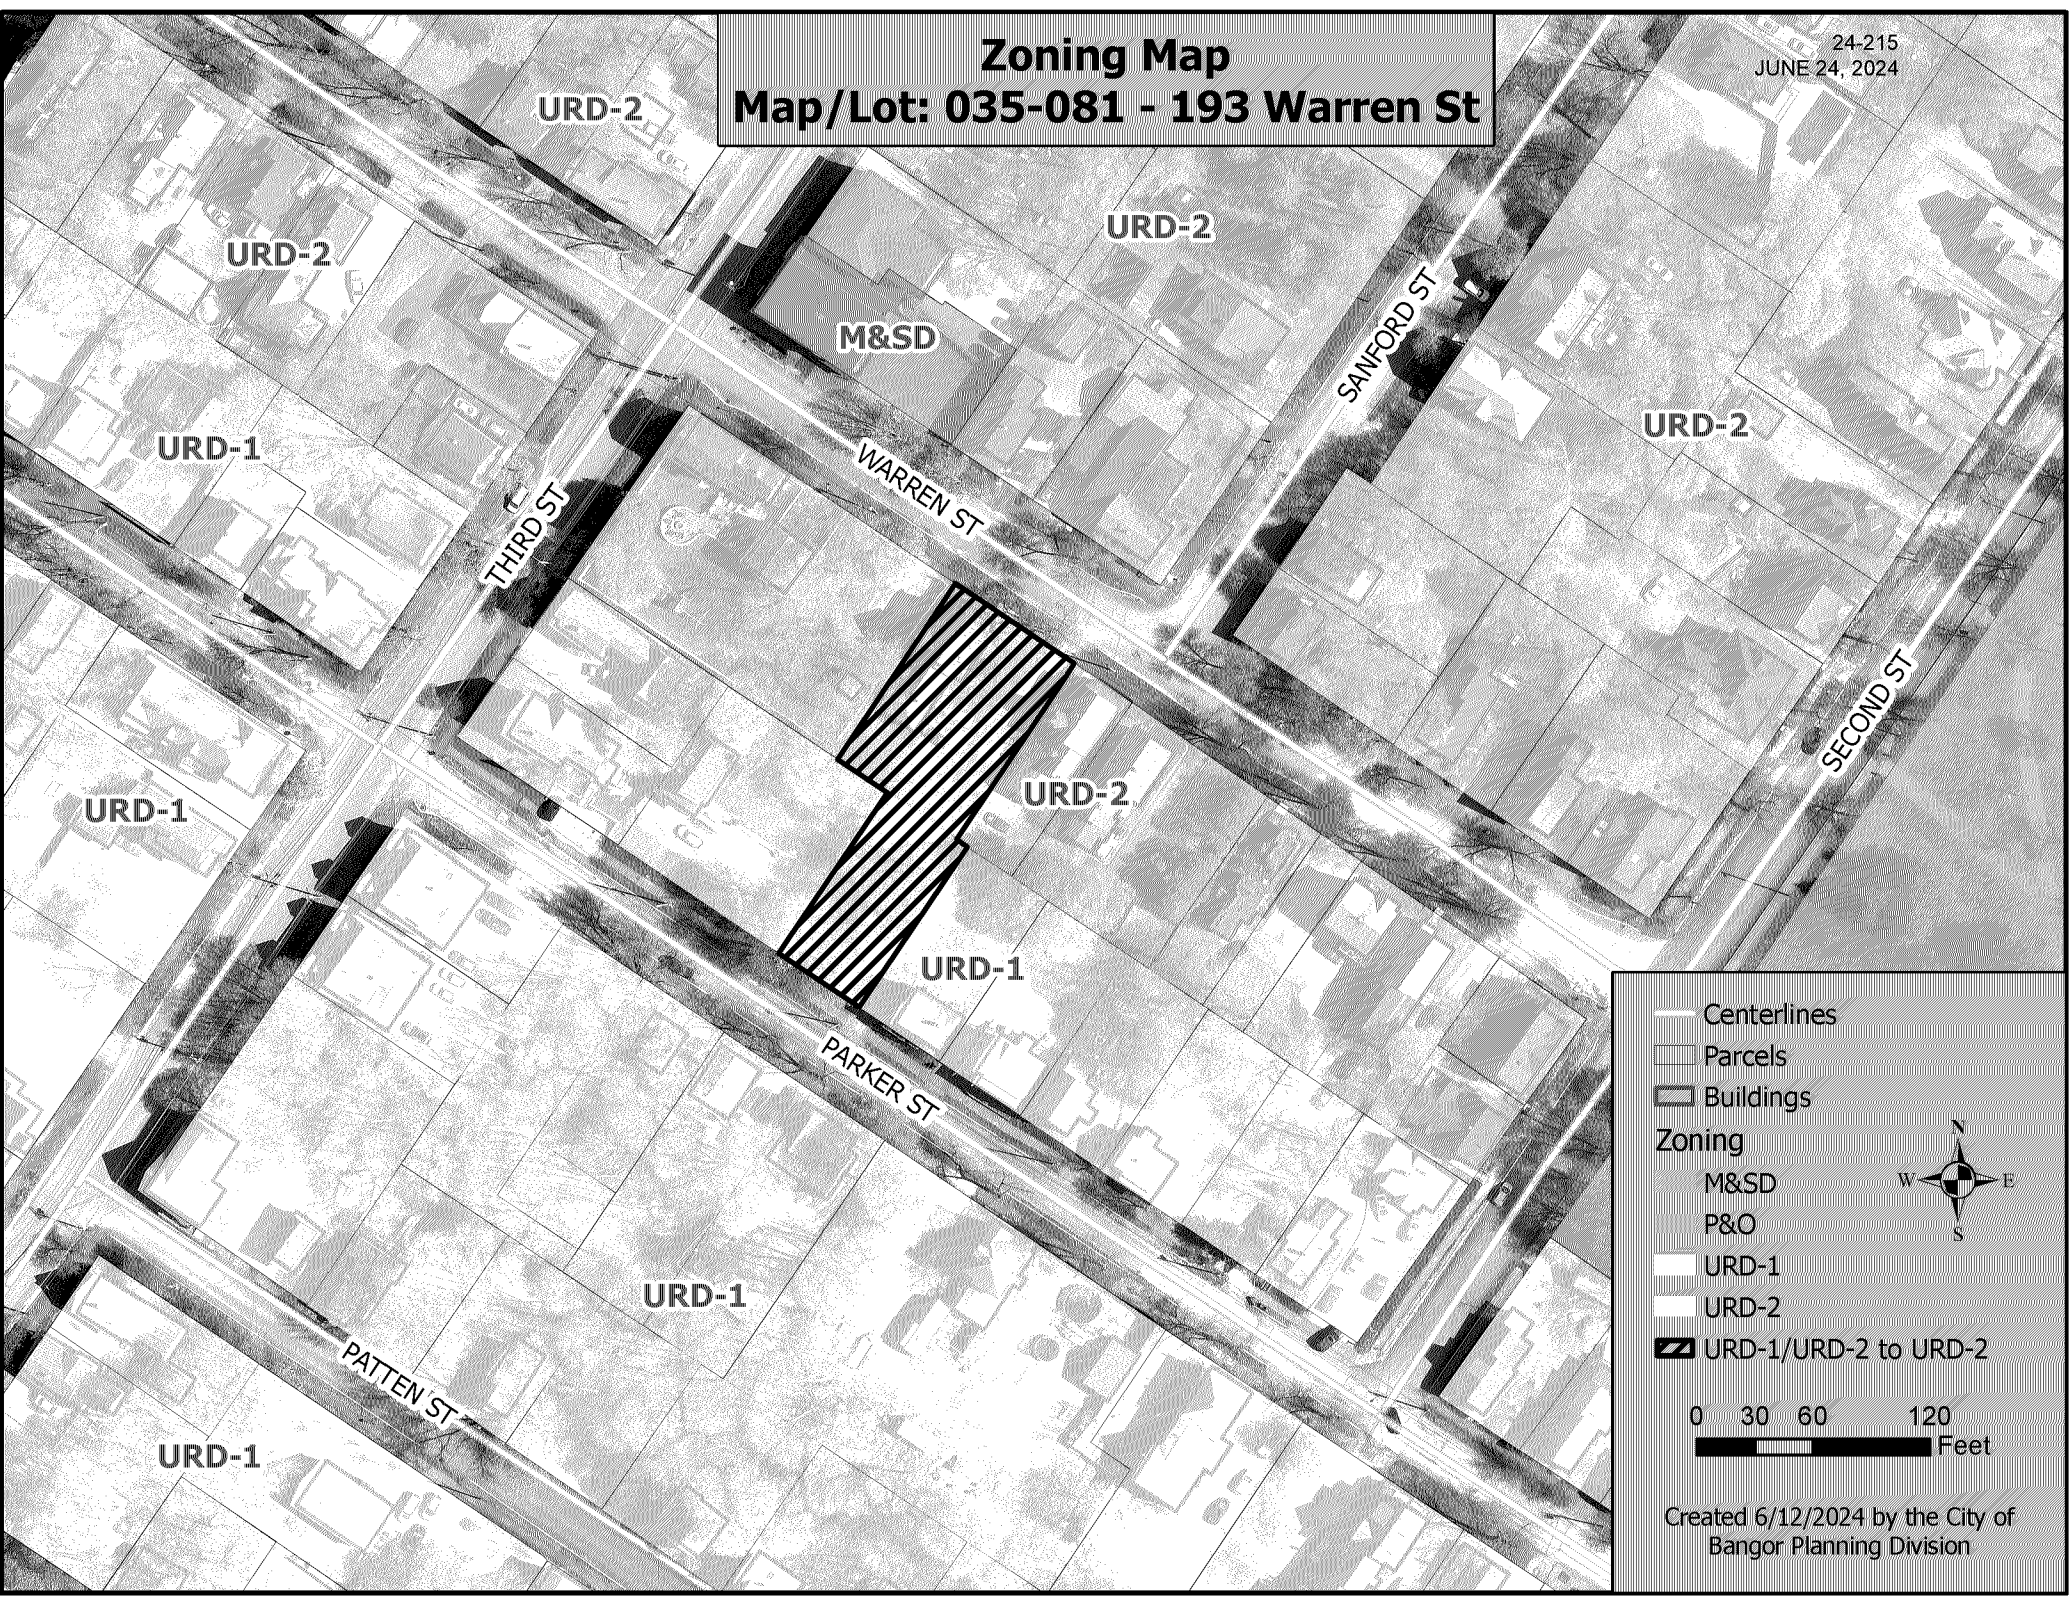 Zoning Map
Map/Lot: 035-081 - 193 Warren St
24-215
JUNE 24, 2024
URD-2
URD-2
URD-2
M&SD
SANFORD ST
URD-2
URD-1
WARREN ST
THIRD ST
SECOND ST
URD-2
URD-1
URD-1
PARKER ST
URD-1
PATTEN ST
URD-1
Centerlines
Parcels
Buildings
Zoning
M&SD
P&O
URD-1
URD-2
URD-1/URD-2 to URD-2
N
W E
S
0 30 60 120
Feet
Created 6/12/2024 by the City of
Bangor Planning Division